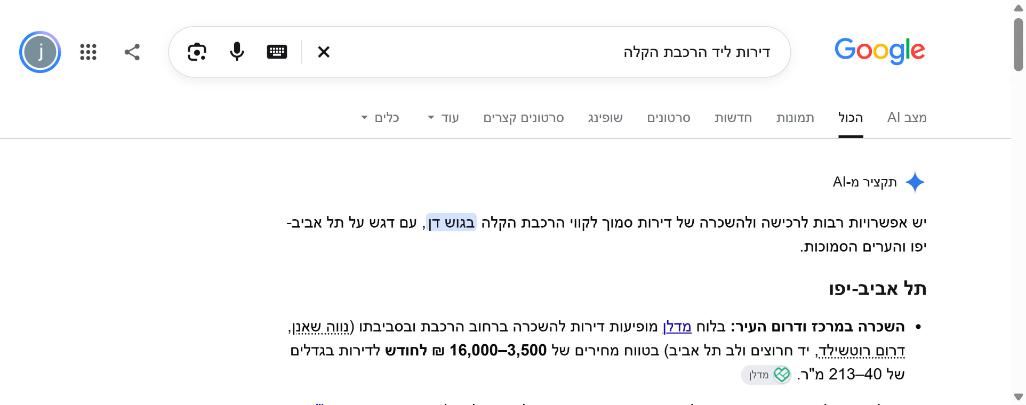 Google
דירות ליד הרכבת הקלה
j
מצב AI
הכול
תמונות
חדשות
סרטונים
שופינג
סרטונים קצרים
עוד
כלים
תקציר מ-AI
יש אפשרויות רבות לרכישה ולהשכרה של דירות סמוך לקווי הרכבת הקלה בגוש דן, עם דגש על תל אביב-
יפו והערים הסמוכות.
תל אביב-יפו
• השכרה במרכז ודרום העיר: בלוח מדלן מופיעות דירות להשכרה ברחוב הרכבת ובסביבתו (נווה שאנן,
דרום רוטשילד, יד חרוצים ולב תל אביב) בטווח מחירים של 3,500–16,000 ₪ לחודש לדירות בגדלים
של 40–213 מ"ר. מדלן